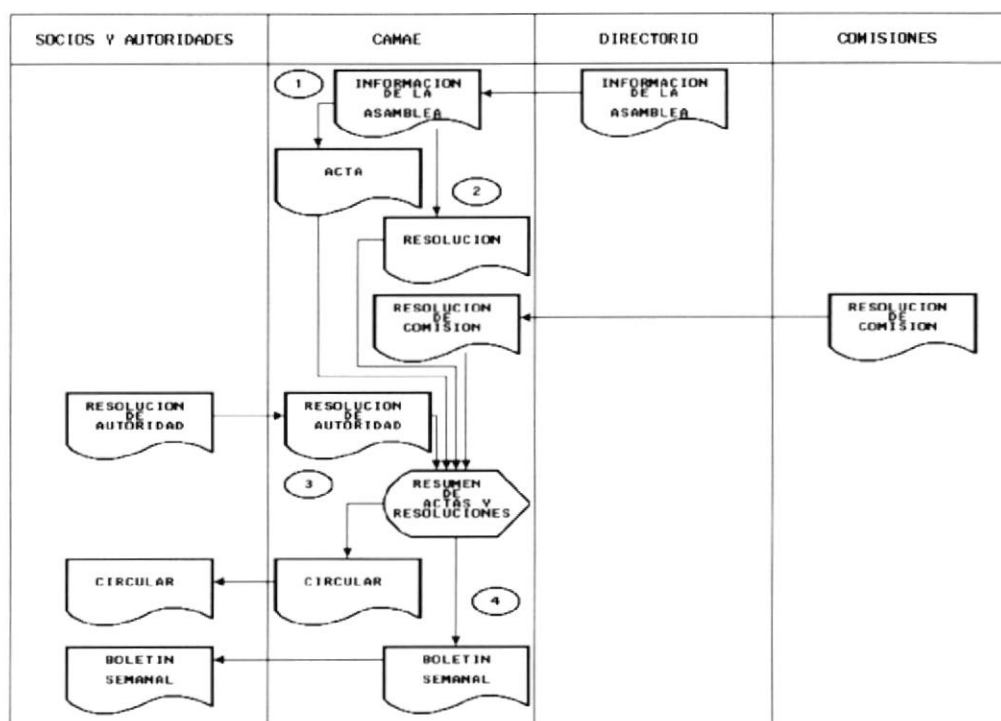 SOCIOS Y AUTORIDADES
CAMAE
DIRECTORIO
COMISIONES
1
INFORMACION
DE LA
ASAMBLEA
INFORMACION
DE LA
ASAMBLEA
ACTA
2
RESOLUCION
RESOLUCION
DE
COMISION
RESOLUCION
DE
COMISION
RESOLUCION
DE
AUTORIDAD
RESOLUCION
DE
AUTORIDAD
3
RESUMEN
DE
ACTAS Y
RESOLUCIONES
CIRCULAR
CIRCULAR
4
BOLETIN
SEMANAL
BOLETIN
SEMANAL